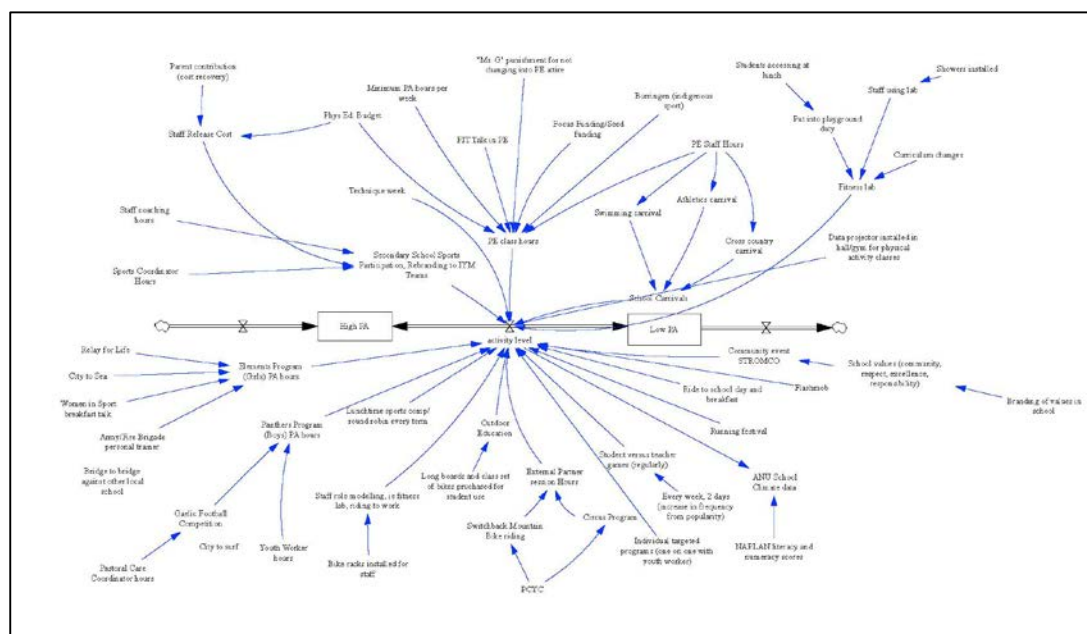 "Mr. G" punishment for not
changing into PE attire
Parent contribution
(cost recovery)
Minimum PA hours per
week
Students accessing at
lunch
Showers installed
Staff using lab
Phys Ed. Budget
Borringen (indigenous
sport)
Focus Funding/Seed
funding
Put into playground
duty
Staff Release Cost
FIT Talk in PE
PE Staff Hours
Curriculum changes
Technique week
Fitness lab
Athletics carnival
Swimming carnival
Staff coaching
hours
PE class hours
Cross country
carnival
Data projector installed in
hall/gym for physical
activity classes
Secondary School Sports
Participation, Rebranding to IYM
Teams
Sports Coordinator
Hours
School Carnivals
High PA
Low PA
activity level
Relay for Life
City to Sea
Elements Program
(Girls) PA hours
Community event
STROMCO
School values (community,
respect, excellence,
responsibility)
Women in Sport
breakfast talk
Ride to school day and
breakfast
Flashmob
Branding of values in
school
Army/Fire Brigade
personal trainer
Panthers Program
(Boys) PA hours
Lunchtime sports comp/
round robin every term
Outdoor
Education
Running festival
Student versus teacher
games (regularly)
Bridge to bridge
against other local
school
Staff role modelling, ie fitness
lab, riding to work
Long boards and class set
of bikes purchased for
student use
External Partner
session Hours
ANU School
Climate data
Every week, 2 days
(increase in frequency
from popularity)
Gaelic Football
Competition
City to surf
Youth Worker
hours
Switchback Mountain
Bike riding
Circus Program
Individual targeted
programs (one on one with
youth worker)
NAPLAN literacy and
numeracy scores
Pastoral Care
Coordinator hours
Bike racks installed for
staff
PCYC